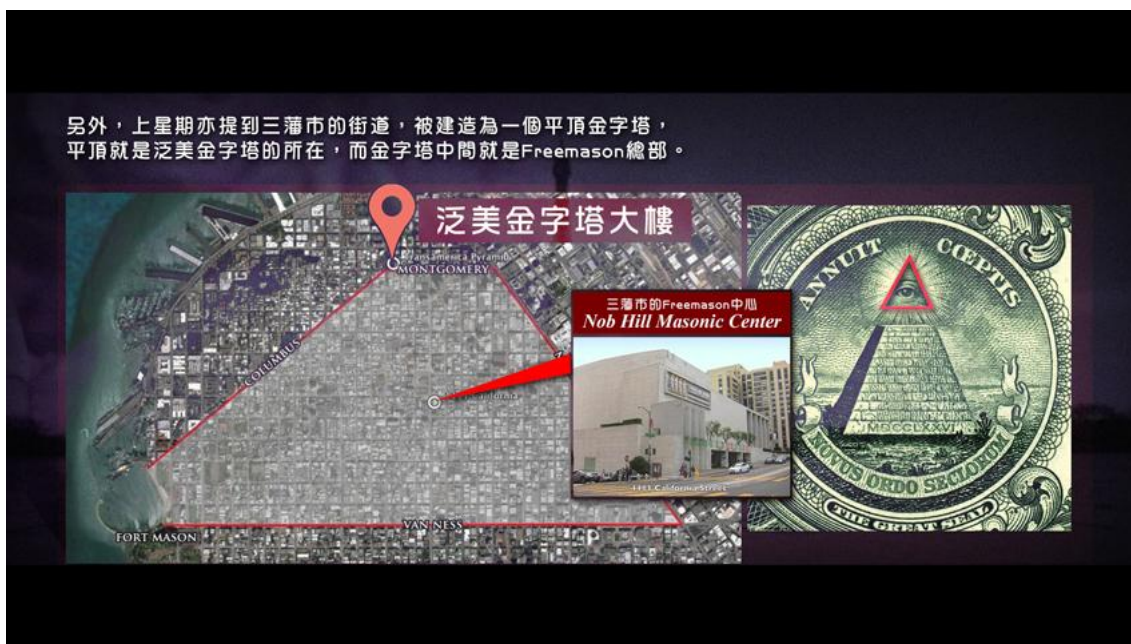 另外，上星期亦提到三藩市的街道，被建造為一個平頂金字塔，
平頂就是泛美金字塔的所在，而金字塔中間就是Freemason總部。
泛美金字塔大樓
Transamerica Pyramid
MONTGOMERY
COLUMBUS
California
VAN NESS
FORT MASON
三藩市的Freemason中心
Nob Hill Masonic Center
California Street
ANNUIT CŒPTIS
MDCCLXXVI
NOVUS ORDO SECLORUM
THE GREAT SEAL